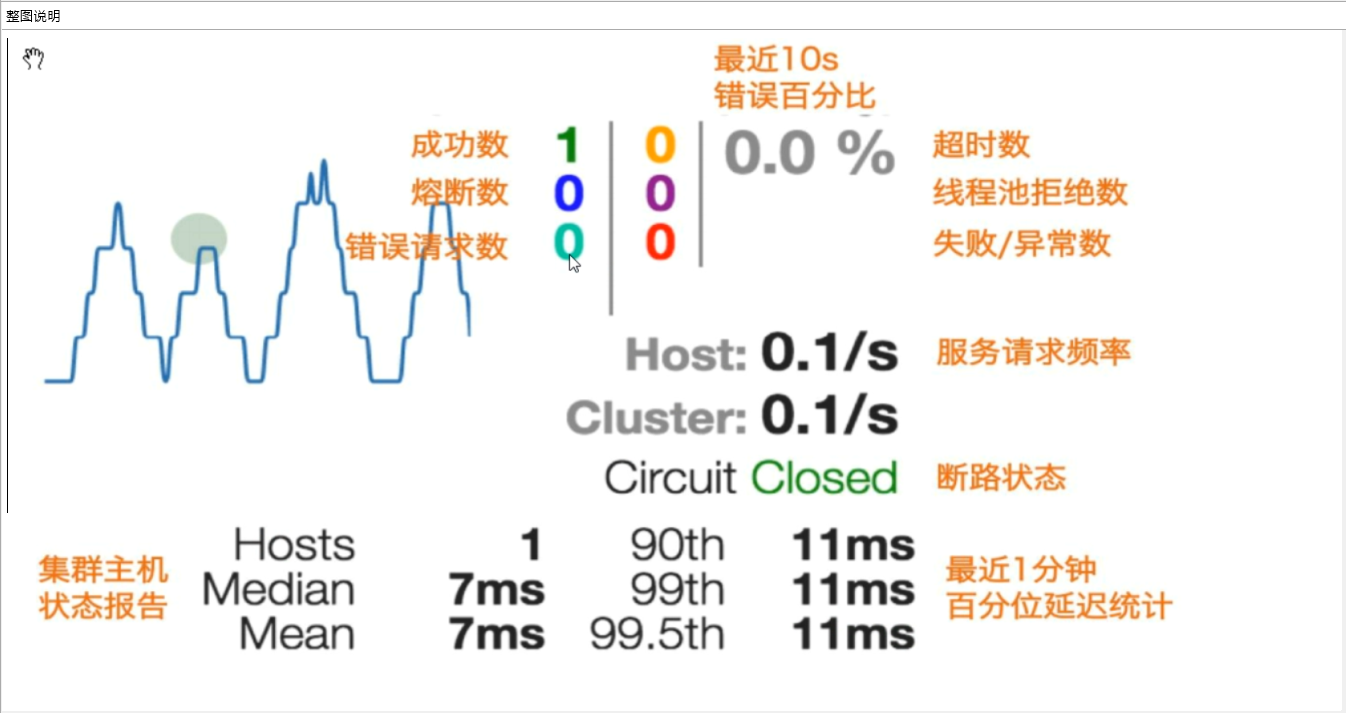 整图说明
最近10s
错误百分比
成功数 1 0 0.0 % 超时数
熔断数 0 0 线程池拒绝数
错误请求数 0 0 失败/异常数
Host: 0.1/s 服务请求频率
Cluster: 0.1/s
Circuit Closed 断路状态
集群主机
状态报告
Hosts 1 90th 11ms
Median 7ms 99th 11ms
Mean 7ms 99.5th 11ms
最近1分钟
百分位延迟统计